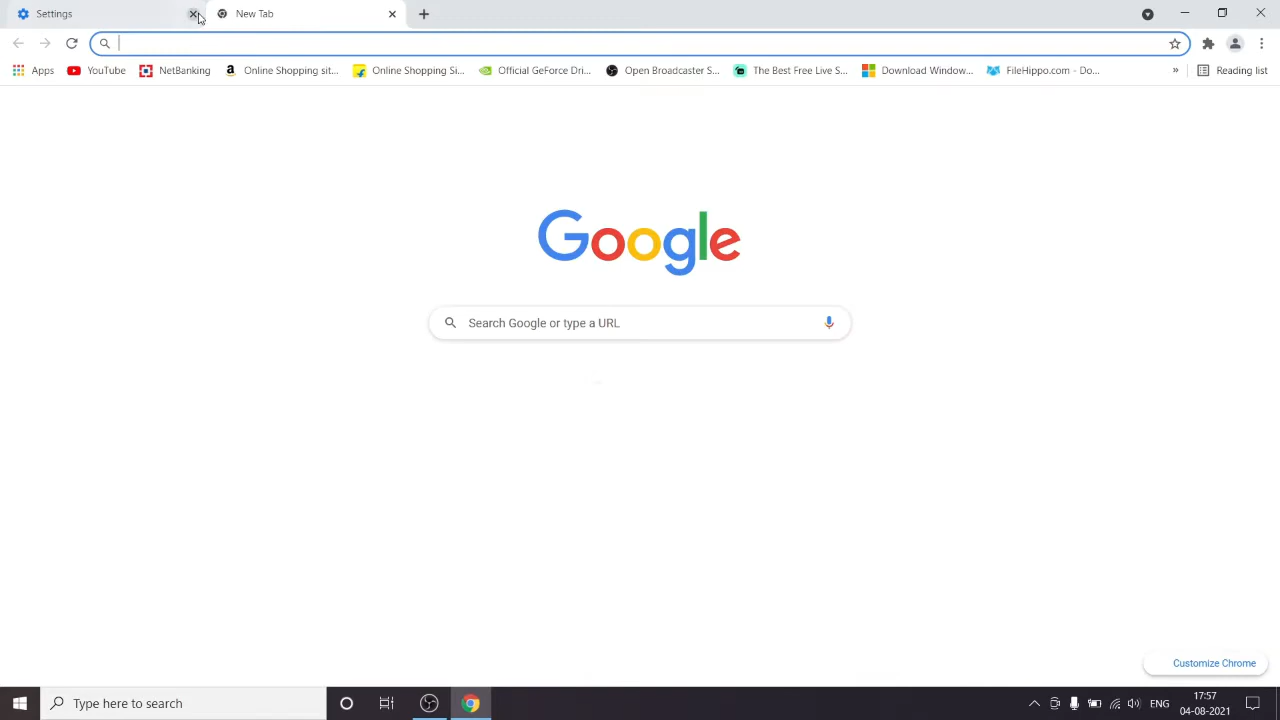 Settings
New Tab
Apps
YouTube
NetBanking
Online Shopping sit...
Online Shopping Si...
Official GeForce Dri...
Open Broadcaster S...
The Best Free Live S...
Download Window...
FileHippo.com - Do...
»
Reading list
Google
Search Google or type a URL
Customize Chrome
Type here to search
ENG
17:57
04-08-2021